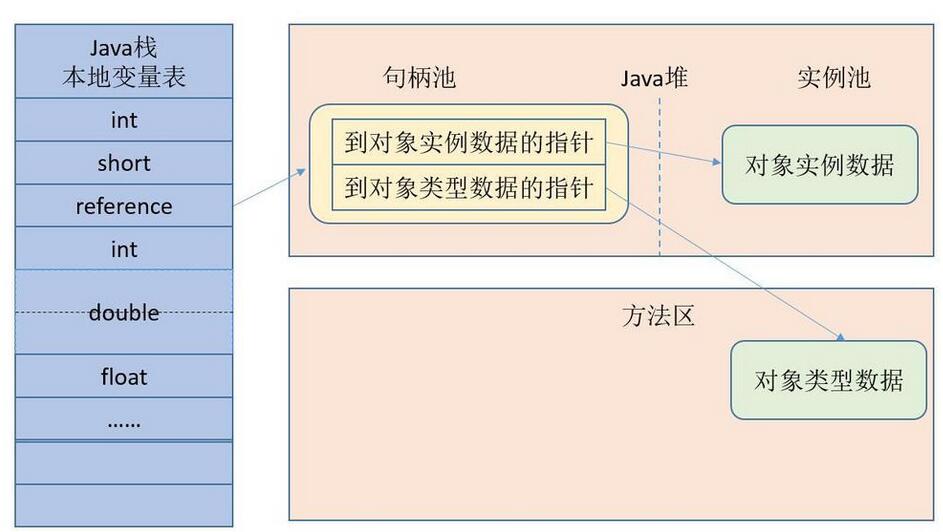 Java栈
本地变量表
int
short
reference
int
double
float
……
句柄池
Java堆
实例池
到对象实例数据的指针
到对象类型数据的指针
对象实例数据
方法区
对象类型数据